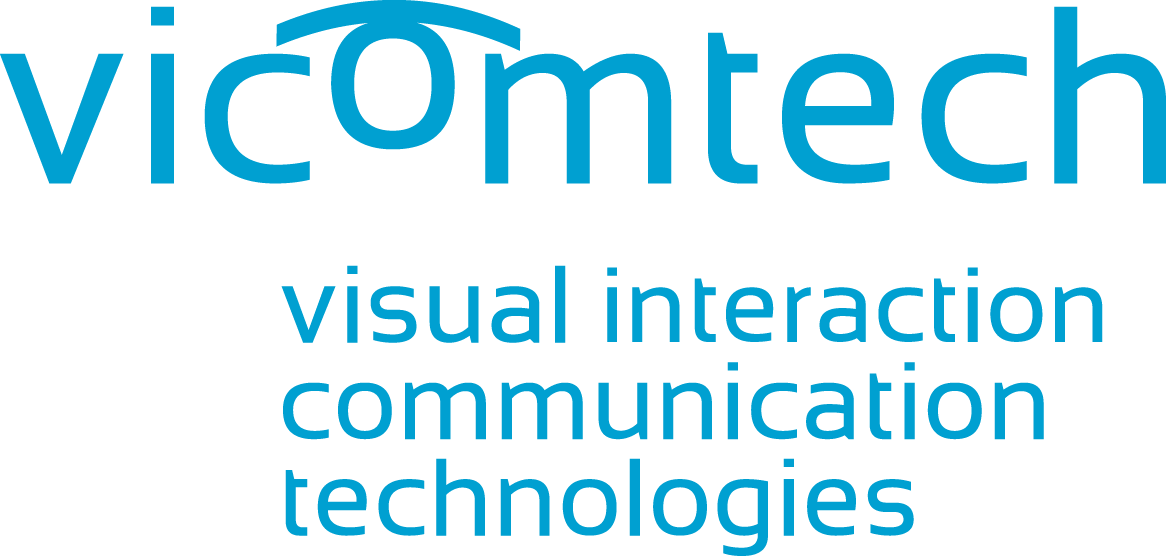 vicomtech
visual interaction
communication
technologies